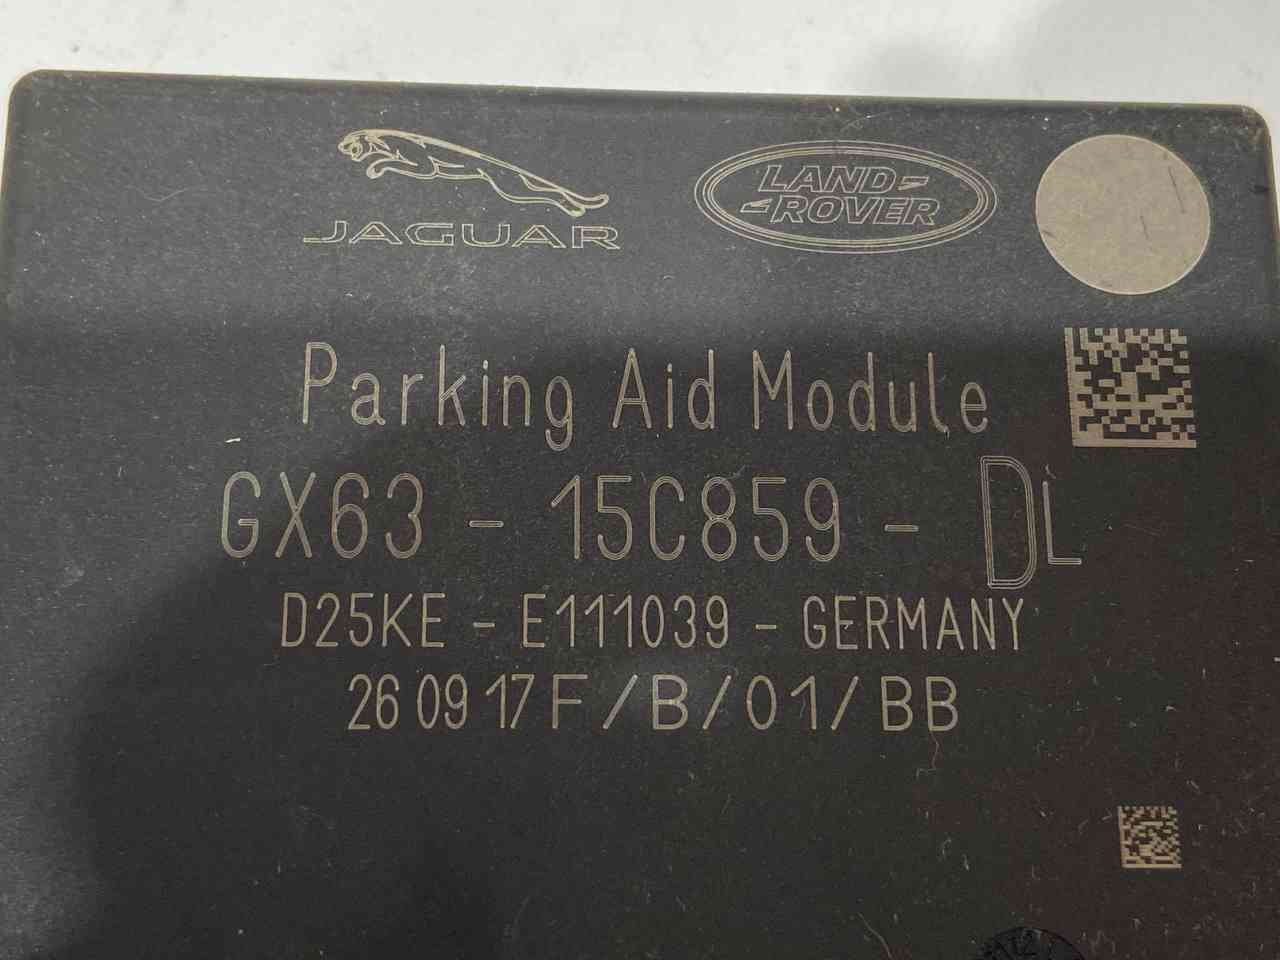 JAGUAR
LAND-
-ROVER
Parking Aid Module
GX63 - 15C859 - DL
D25KE - E111039 - GERMANY
26 09 17 F / B / 01 / BB